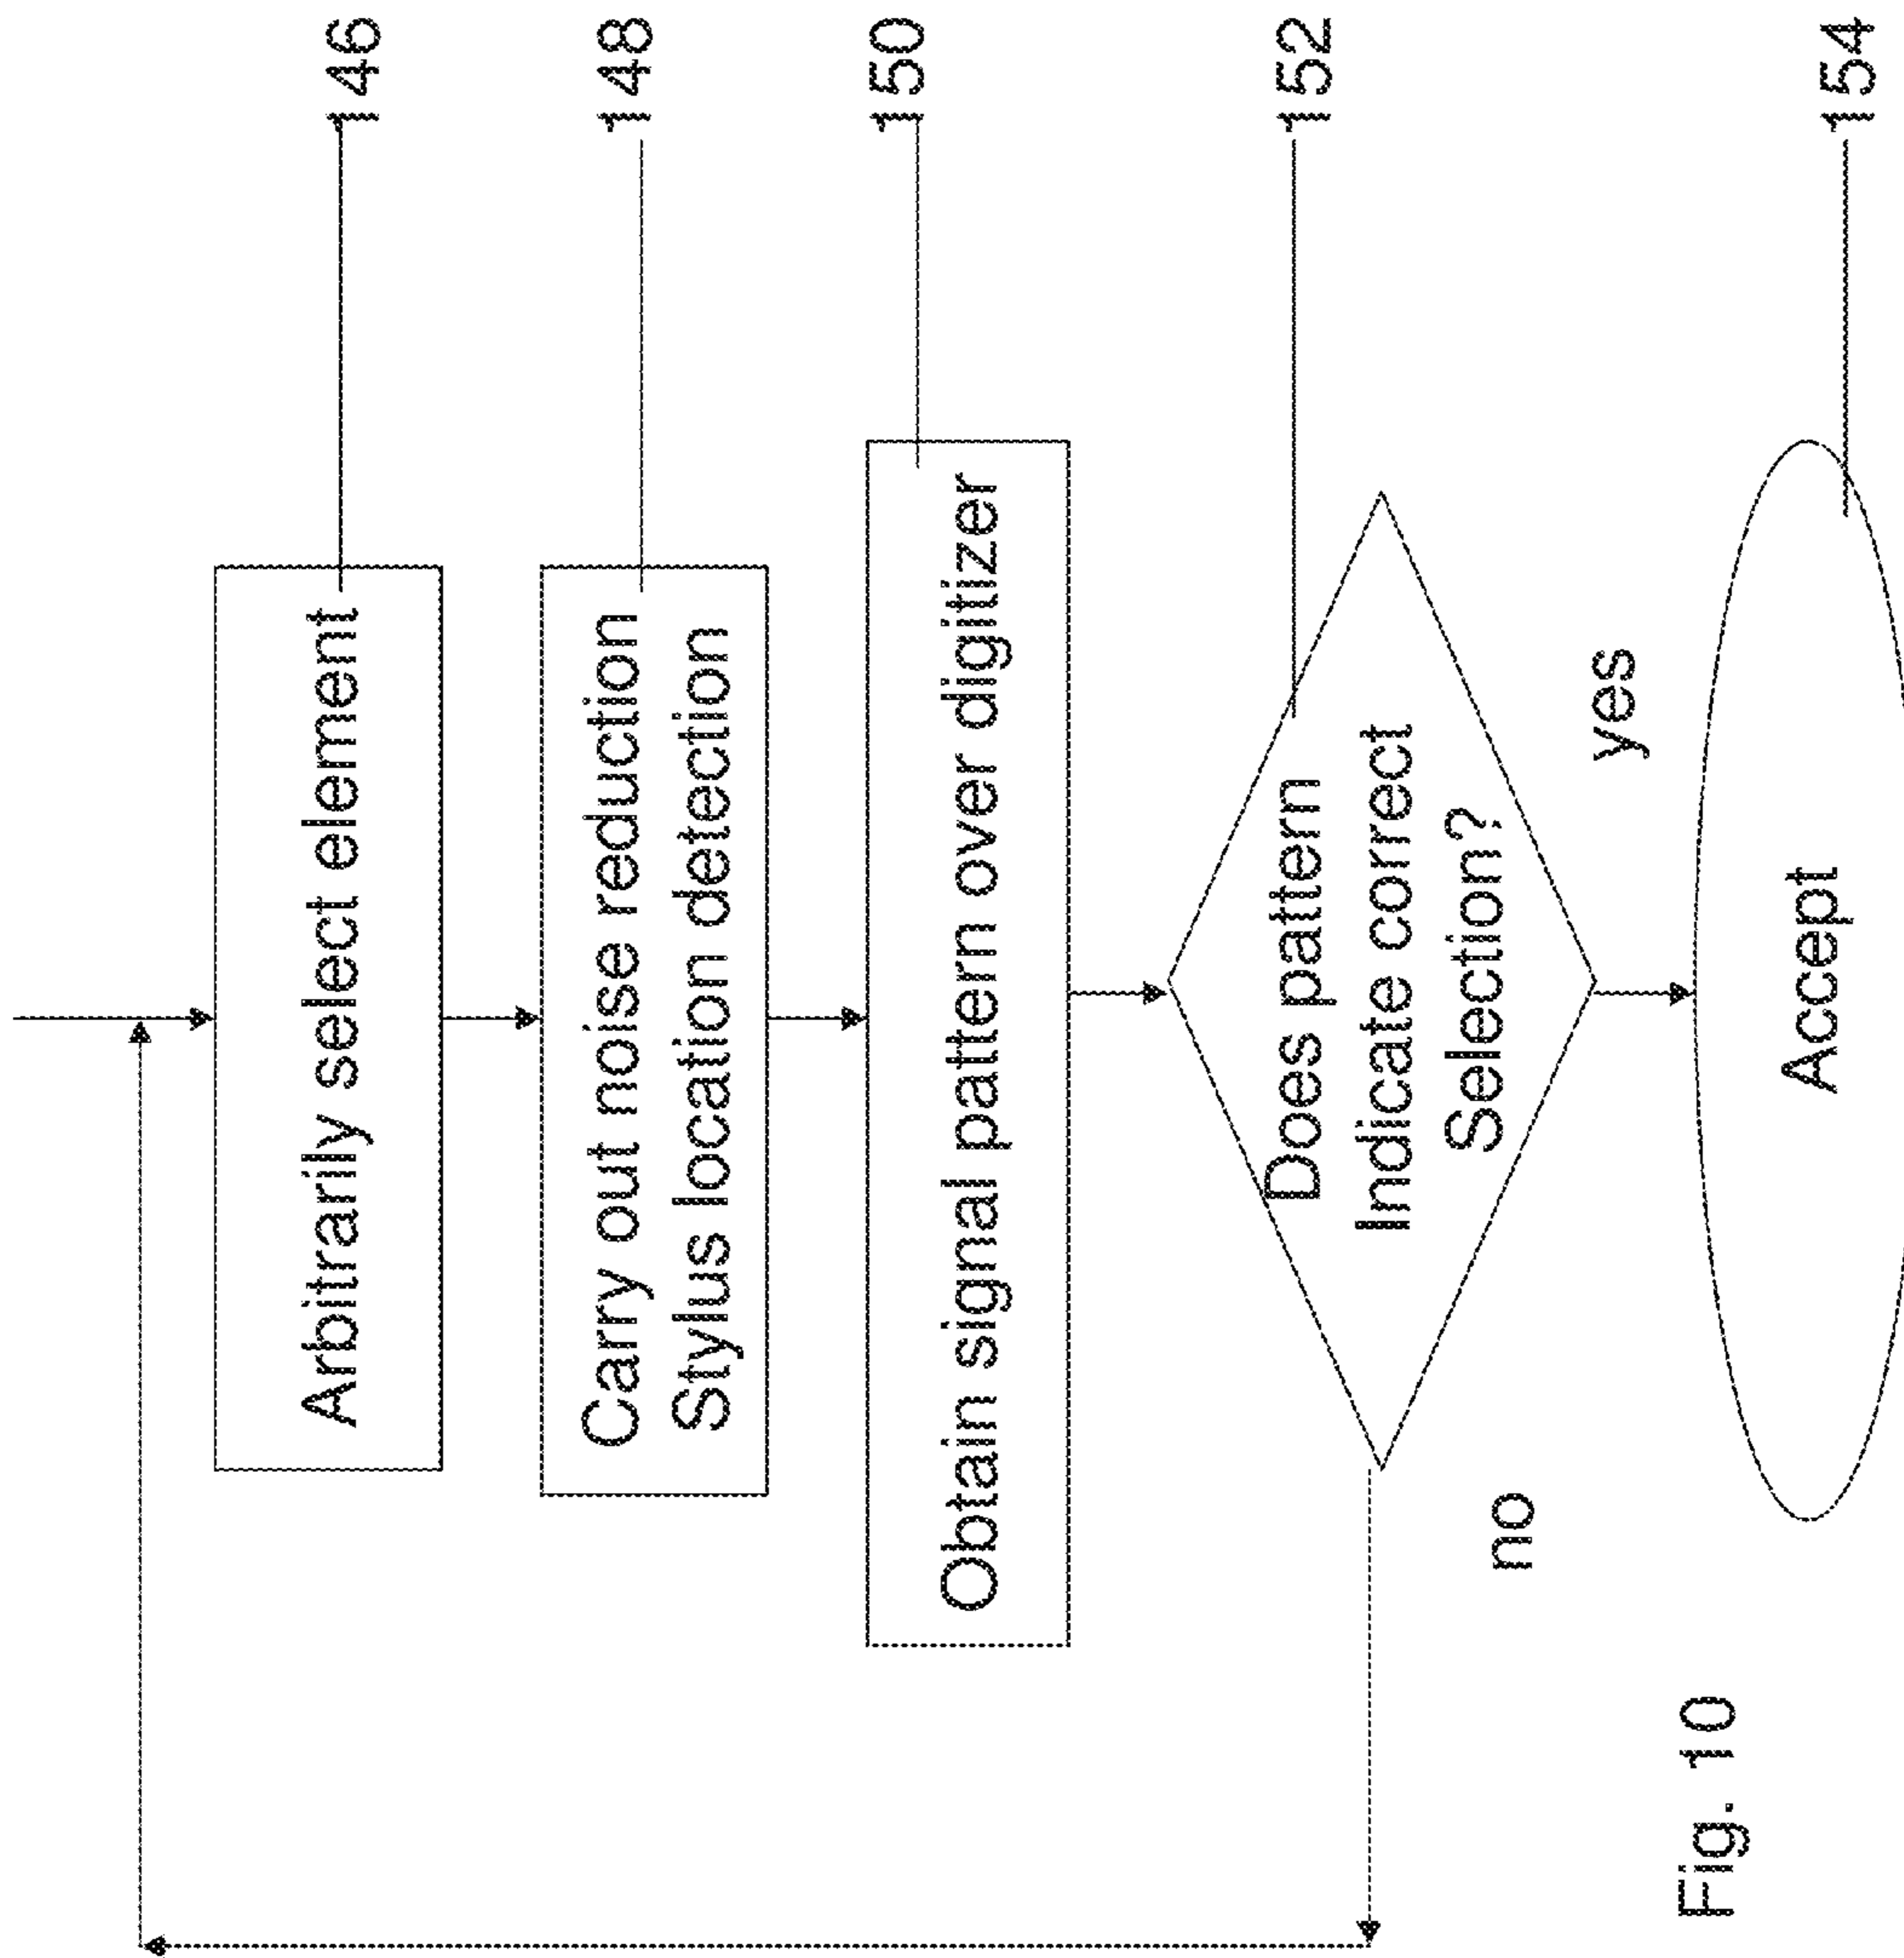 Arbitrarily select element
146
Carry out noise reduction
Stylus location detection
148
Obtain signal pattern over digitizer
150
Does pattern
Indicate correct
Selection?
152
no
yes
Accept
154
Fig. 10